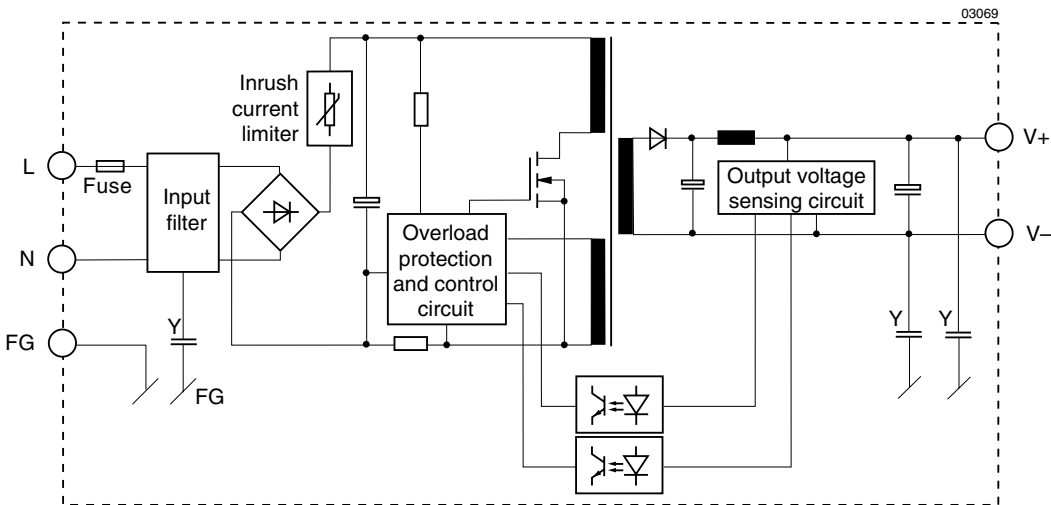 03069
Inrush
current
limiter
L
Fuse
Input
filter
V+
Output voltage
sensing circuit
N
V–
Overload
protection
and control
circuit
FG
Y
FG
Y
Y